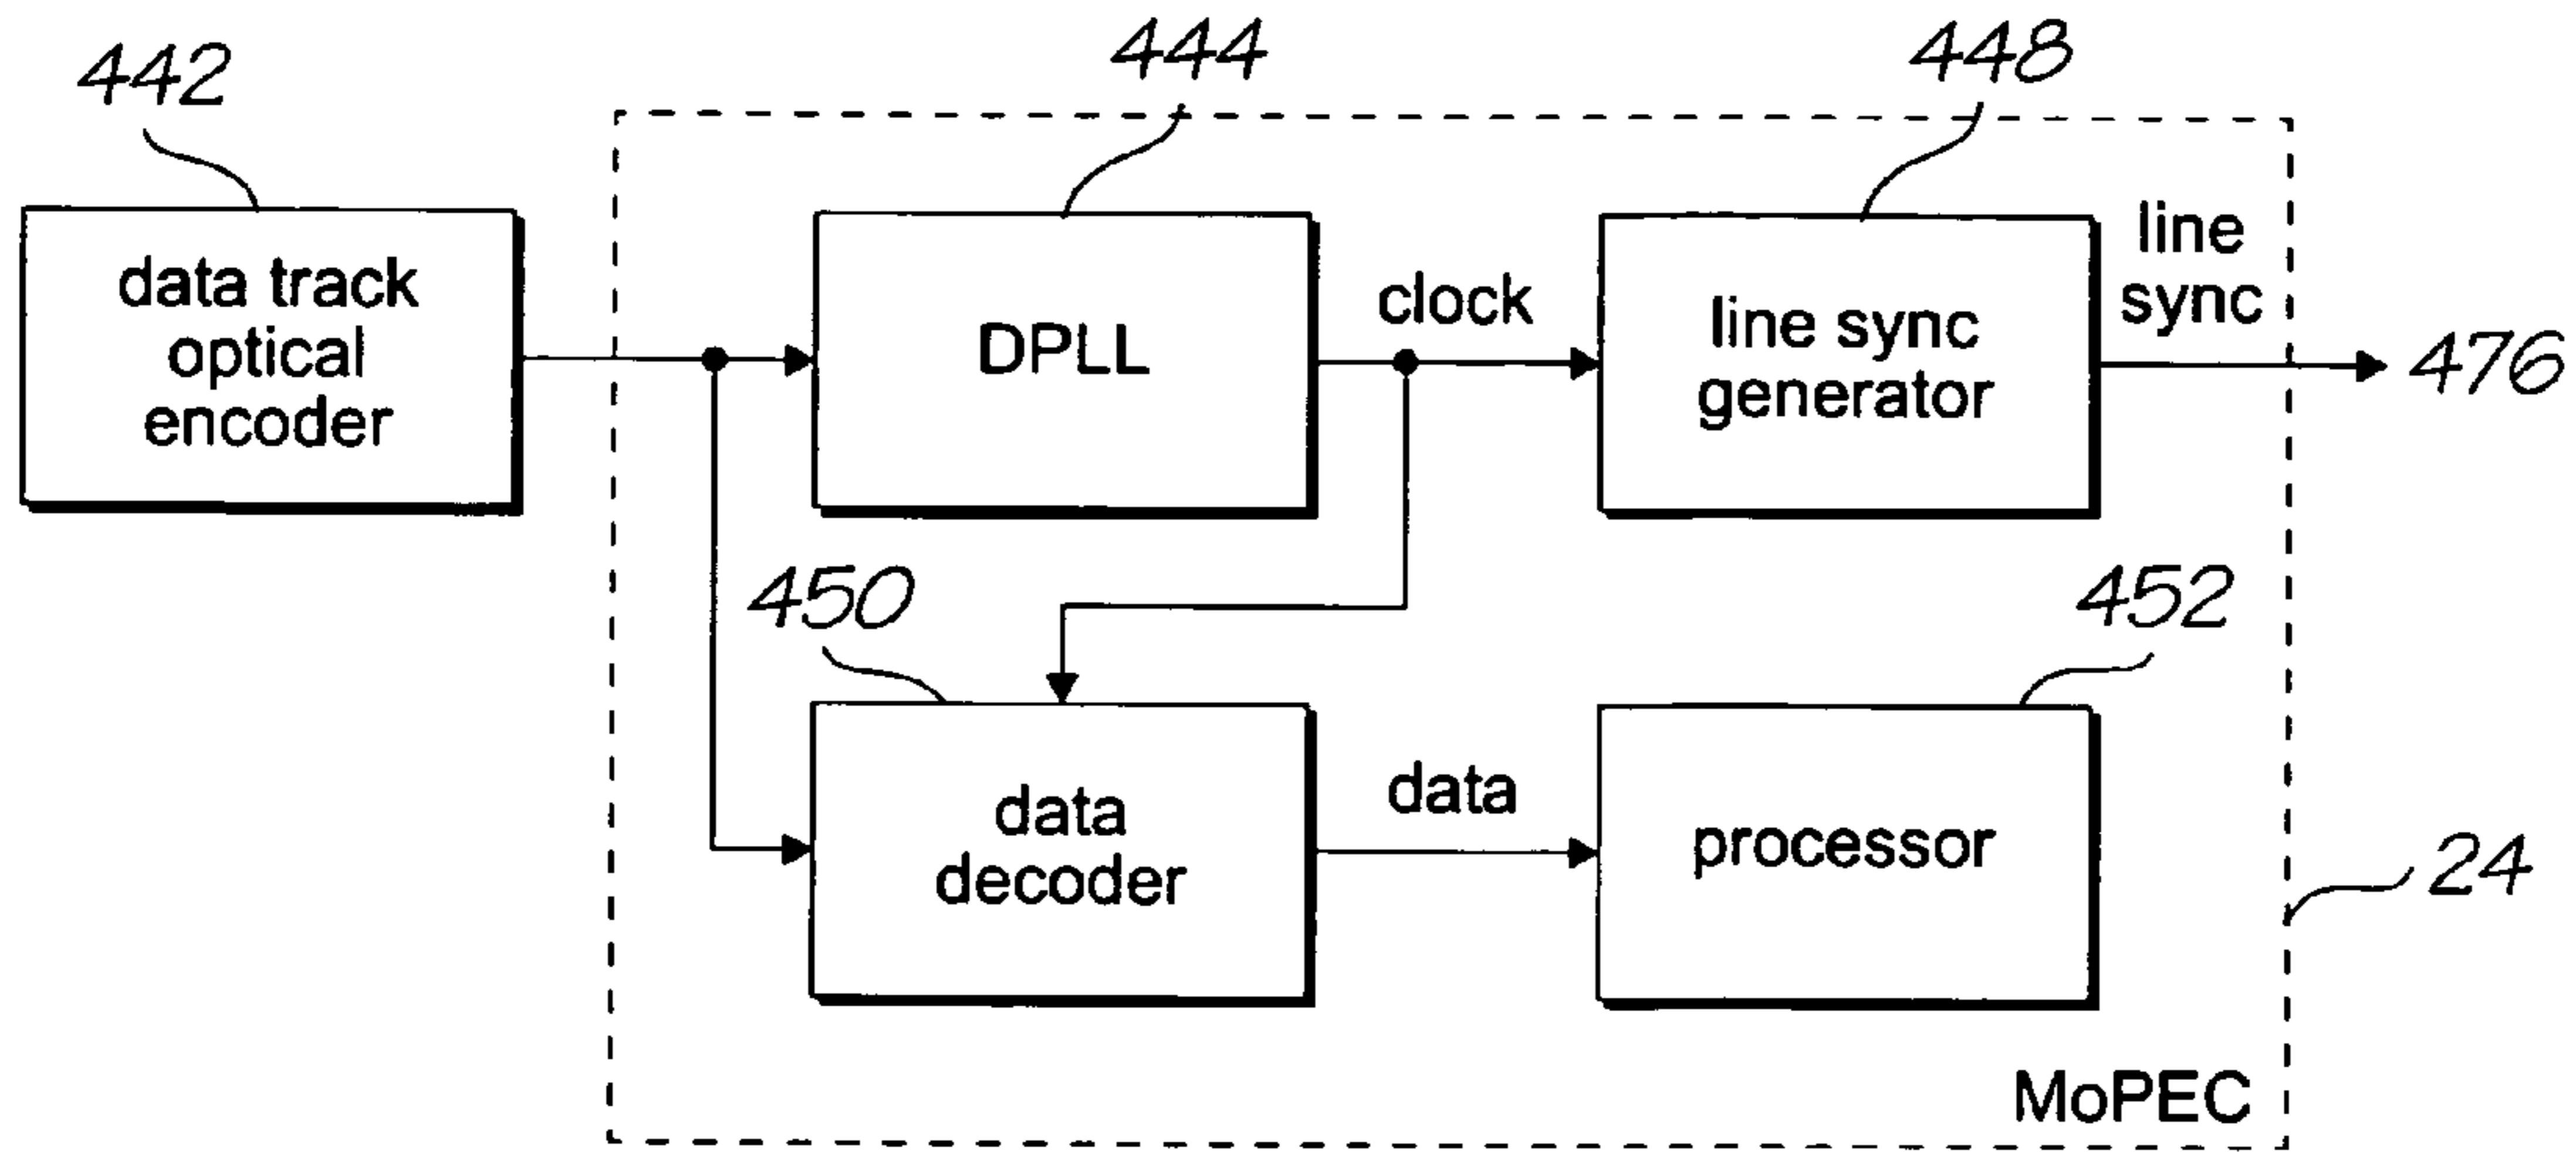 442
444
448
data track
optical
encoder
DPLL
clock
line sync
generator
line
sync
476
450
452
data
decoder
data
processor
24
MoPEC